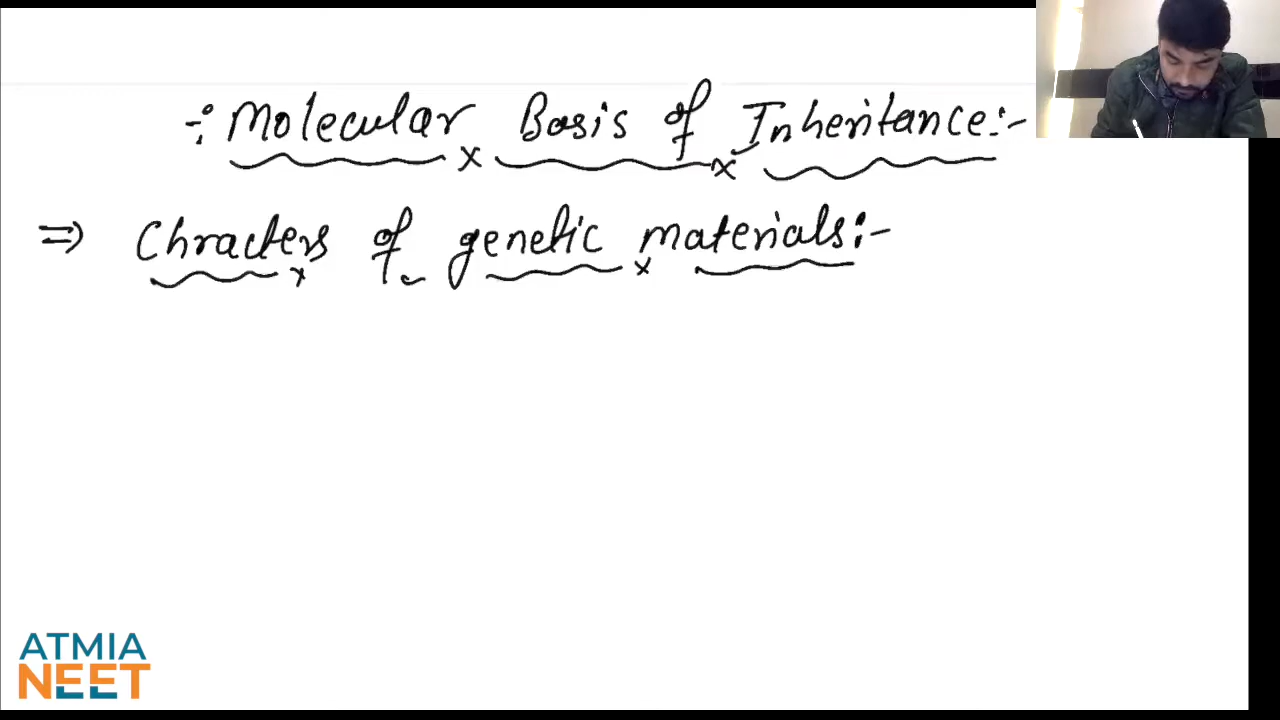 ÷ Molecular Basis of Inheritance:-
⇒ Chracters of genetic materials:-
ATMIA
NEET